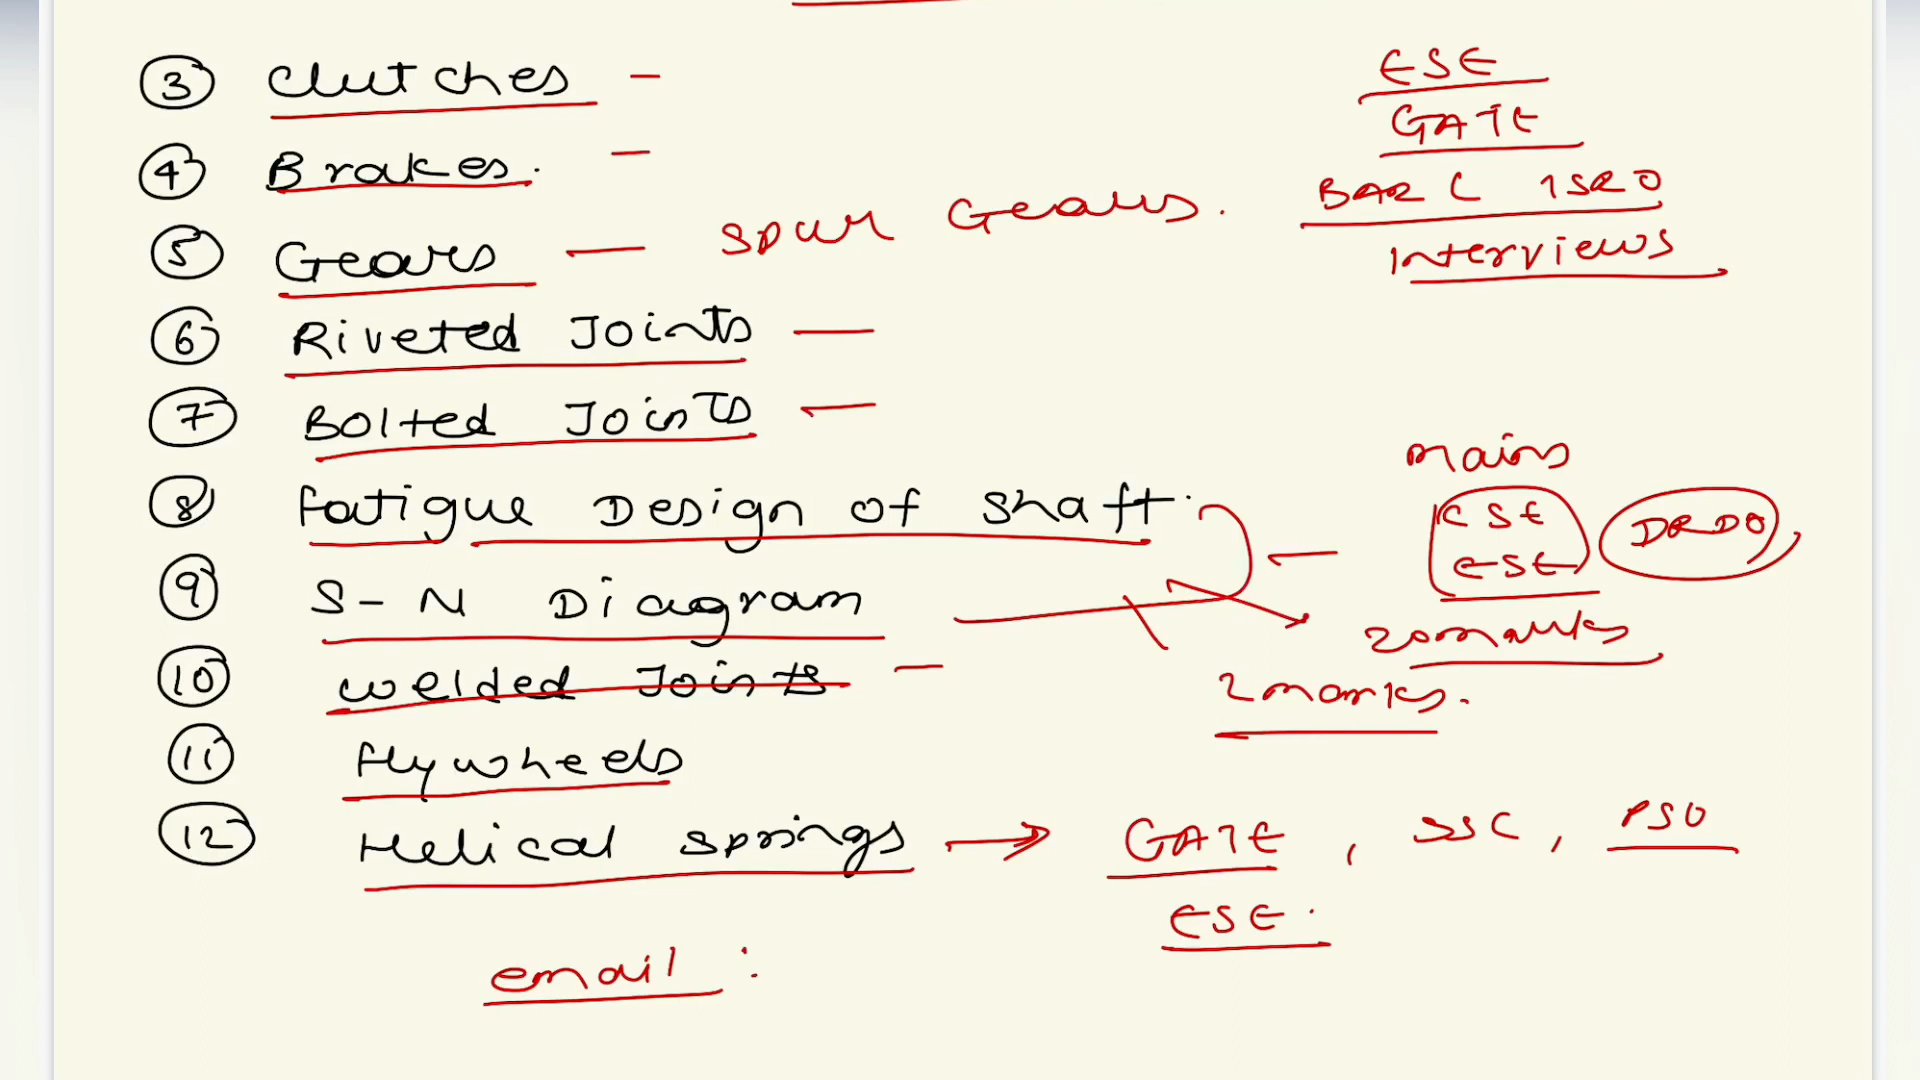 ③ Clutches —
④ Brakes. —
⑤ Gears — Spur Gears.
⑥ Riveted Joints —
⑦ Bolted Joints —
⑧ Fatigue Design of Shaft.
⑨ S-N Diagram
⑩ Welded Joints —
⑪ Flywheels
⑫ Helical Springs → GATE, SSC, PSU
ESE.
email :
ESE
GATE
BARC ISRO
Interviews
mains
ESE DRDO,
ESE
20 marks
2 marks.